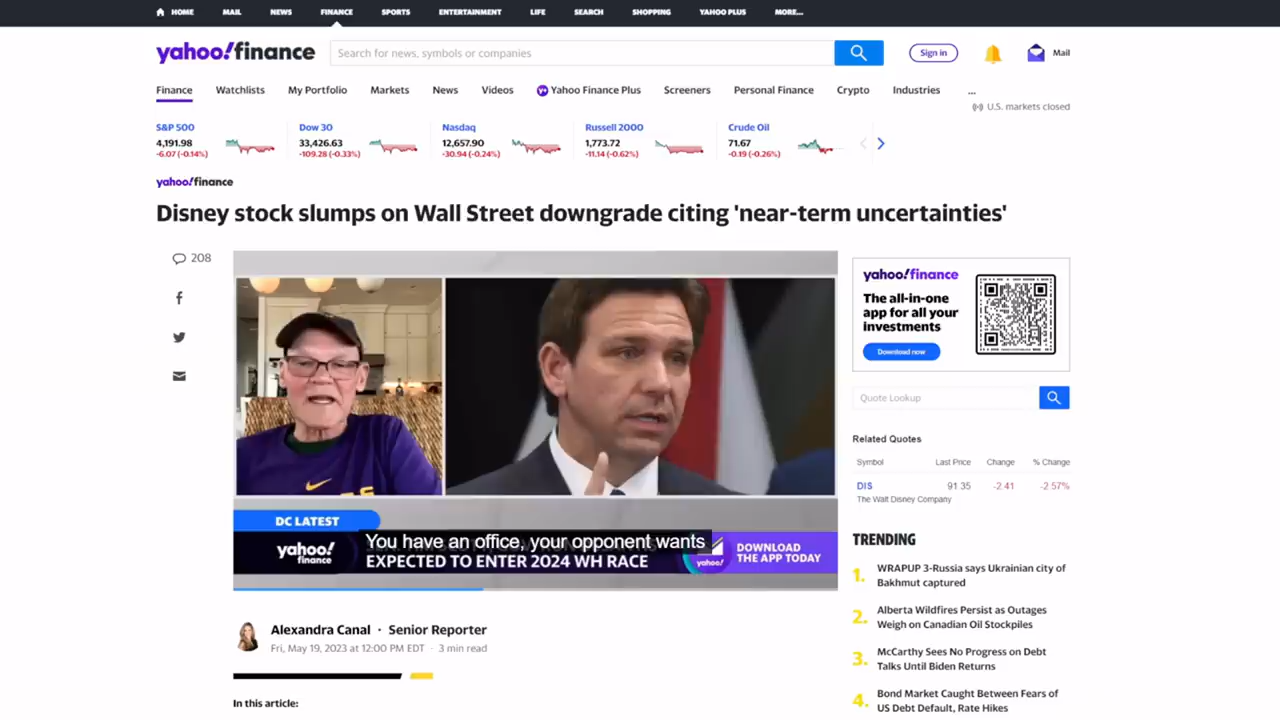 HOME MAIL NEWS FINANCE SPORTS ENTERTAINMENT LIFE SEARCH SHOPPING YAHOO PLUS MORE...
yahoo!finance
Search for news, symbols or companies
Sign in
Mail
Finance Watchlists My Portfolio Markets News Videos Yahoo Finance Plus Screeners Personal Finance Crypto Industries ...
U.S. markets closed
S&P 500
4,191.98
-6.07 (-0.14%)
Dow 30
33,426.63
-109.28 (-0.33%)
Nasdaq
12,657.90
-30.94 (-0.24%)
Russell 2000
1,773.72
-11.14 (-0.62%)
Crude Oil
71.67
-0.19 (-0.26%)
yahoo!finance
Disney stock slumps on Wall Street downgrade citing 'near-term uncertainties'
208
DC LATEST
yahoo!
finance
You have an office, your opponent wants
EXPECTED TO ENTER 2024 WH RACE
yahoo!
DOWNLOAD
THE APP TODAY
Alexandra Canal · Senior Reporter
Fri, May 19, 2023 at 12:00 PM EDT · 3 min read
In this article:
yahoo!finance
The all-in-one
app for all your
investments
Download now
Quote Lookup
Related Quotes
Symbol Last Price Change % Change
DIS 91.35 -2.41 -2.57%
The Walt Disney Company
TRENDING
1. WRAPUP 3-Russia says Ukrainian city of
Bakhmut captured
2. Alberta Wildfires Persist as Outages
Weigh on Canadian Oil Stockpiles
3. McCarthy Sees No Progress on Debt
Talks Until Biden Returns
4. Bond Market Caught Between Fears of
US Debt Default, Rate Hikes